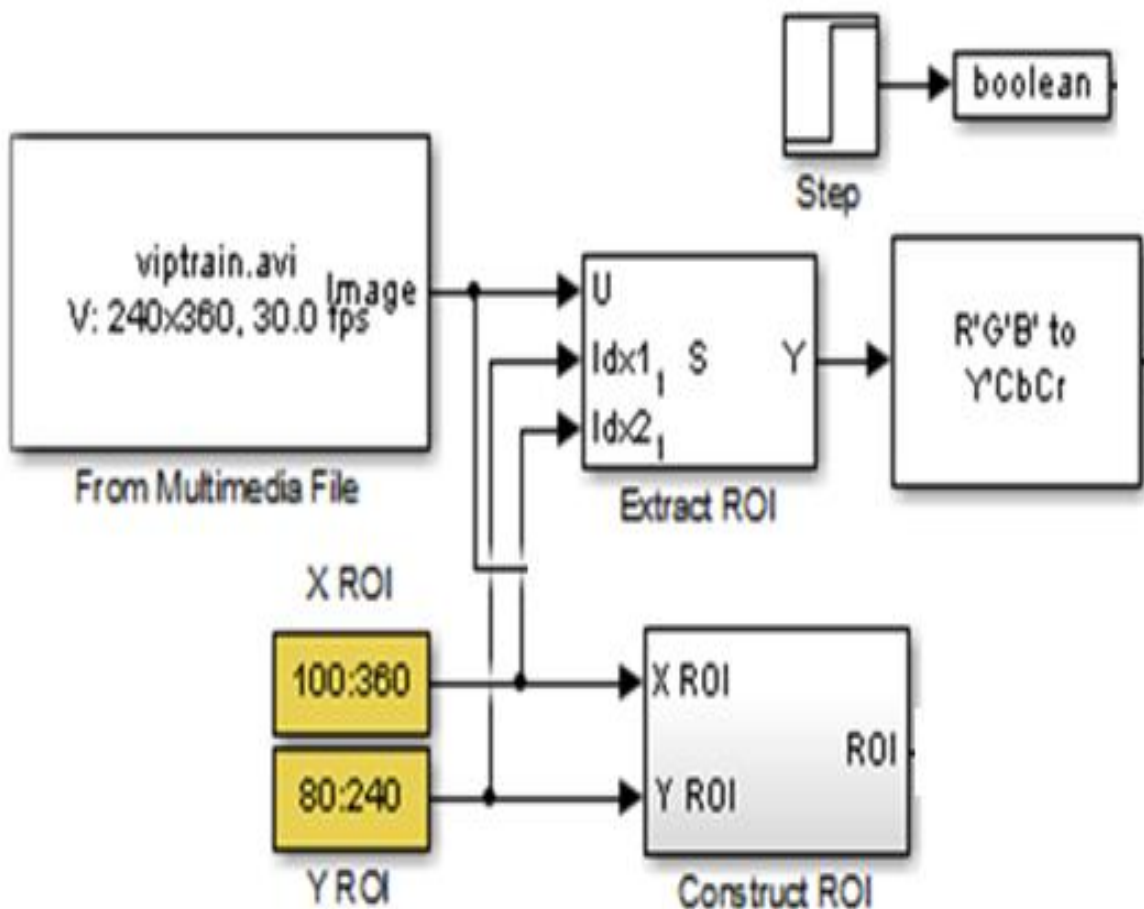 boolean
Step
viptrain.avi
V: 240x360, 30.0 fps
Image
From Multimedia File
U
Idx1
Idx2
S
Y
Extract ROI
R'G'B' to
Y'CbCr
X ROI
100:360
80:240
Y ROI
X ROI
Y ROI
ROI
Construct ROI